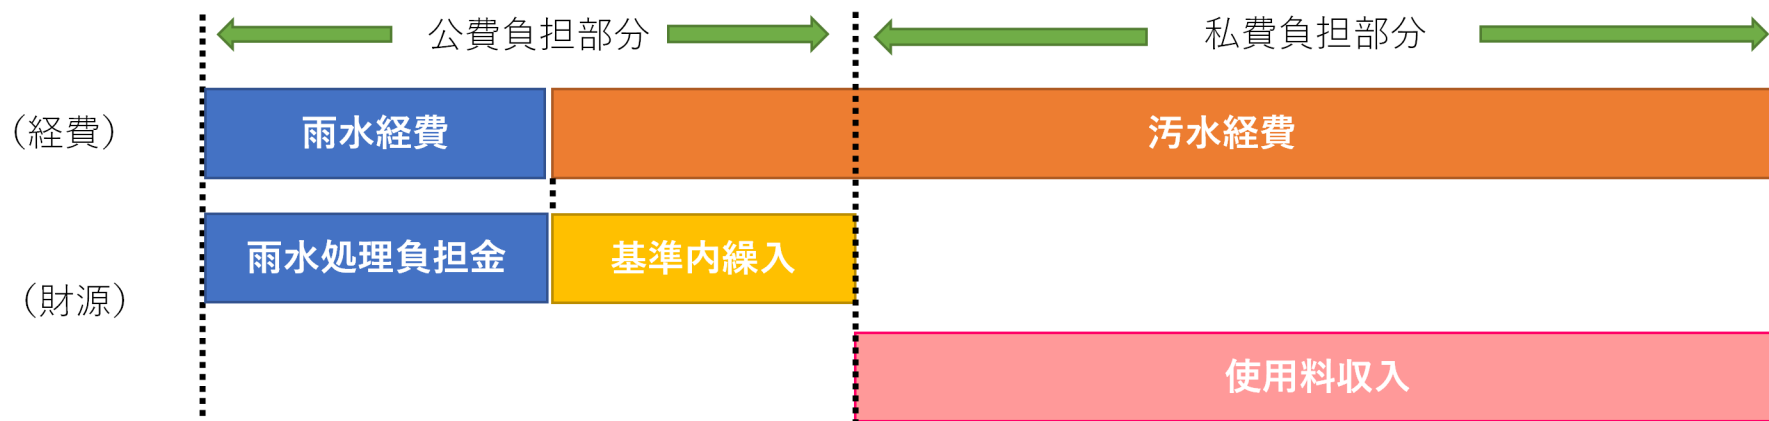 公費負担部分
私費負担部分
（経費）
雨水経費
汚水経費
雨水処理負担金
基準内繰入
（財源）
使用料収入